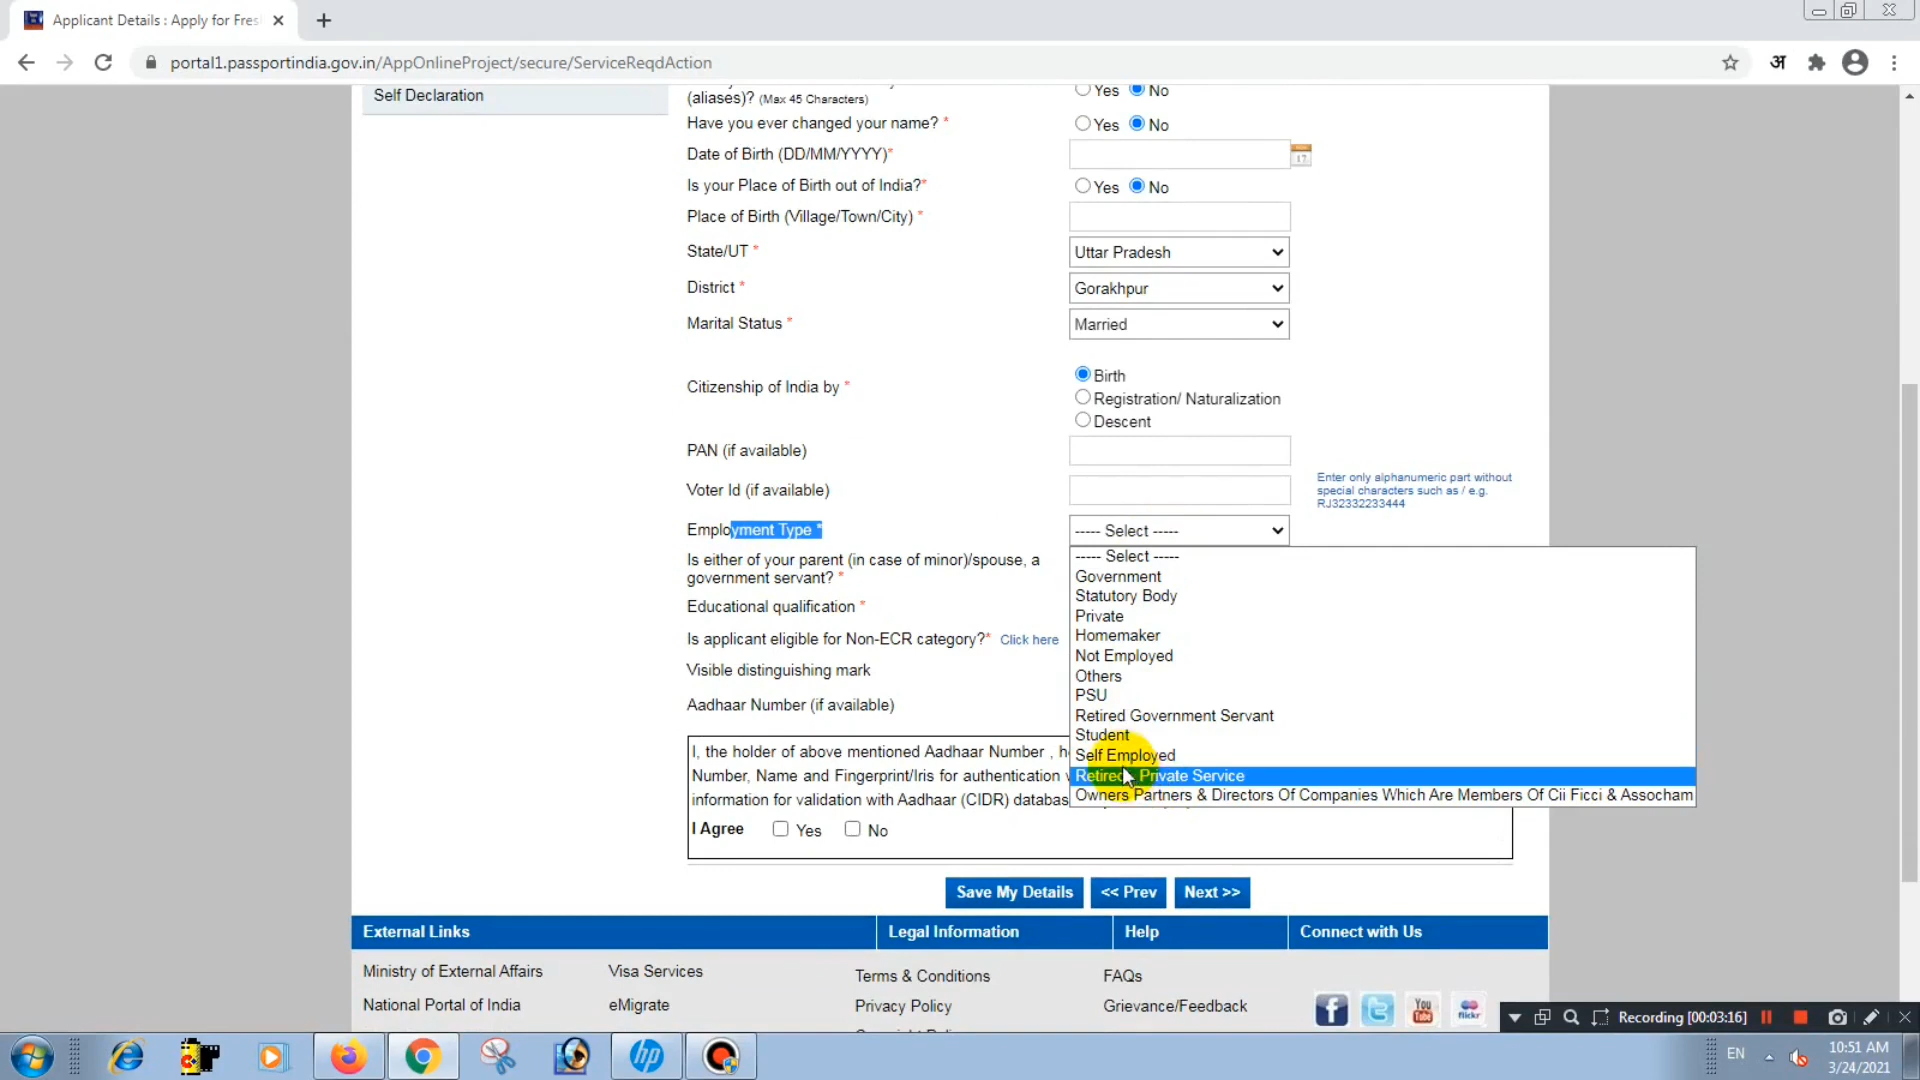 Applicant Details : Apply for Fres
portal1.passportindia.gov.in/AppOnlineProject/secure/ServiceReqdAction
अ
Self Declaration
(aliases)? (Max 45 Characters)
Yes No
Have you ever changed your name? * Yes No
Date of Birth (DD/MM/YYYY)*
17
Is your Place of Birth out of India?* Yes No
Place of Birth (Village/Town/City) *
State/UT * Uttar Pradesh
District * Gorakhpur
Marital Status * Married
Citizenship of India by *
Birth
Registration/ Naturalization
Descent
PAN (if available)
Voter Id (if available)
Enter only alphanumeric part without
special characters such as / e.g.
RJ32332233444
Employment Type * ----- Select -----
----- Select -----
Government
Statutory Body
Private
Homemaker
Not Employed
Others
PSU
Retired Government Servant
Student
Self Employed
Retired Private Service
Owners Partners & Directors Of Companies Which Are Members Of Cii Ficci & Assocham
Is either of your parent (in case of minor)/spouse, a
government servant? *
Educational qualification *
Is applicant eligible for Non-ECR category?* Click here
Visible distinguishing mark
Aadhaar Number (if available)
I, the holder of above mentioned Aadhaar Number , h
Number, Name and Fingerprint/Iris for authentication
information for validation with Aadhaar (CIDR) databas
I Agree Yes No
Save My Details << Prev Next >>
External Links Legal Information Help Connect with Us
Ministry of External Affairs Visa Services Terms & Conditions FAQs
National Portal of India eMigrate Privacy Policy Grievance/Feedback
You
Tube
flickr
Recording [00:03:16]
hp
EN
10:51 AM
3/24/2021